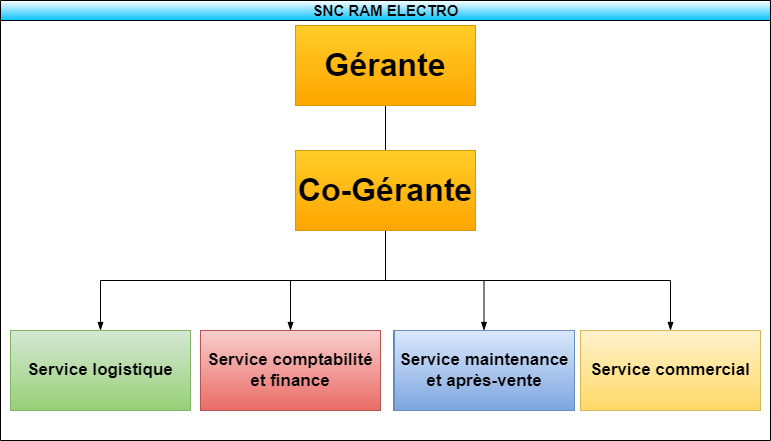 SNC RAM ELECTRO
Gérante
Co-Gérante
Service logistique
Service comptabilité
et finance
Service maintenance
et après-vente
Service commercial